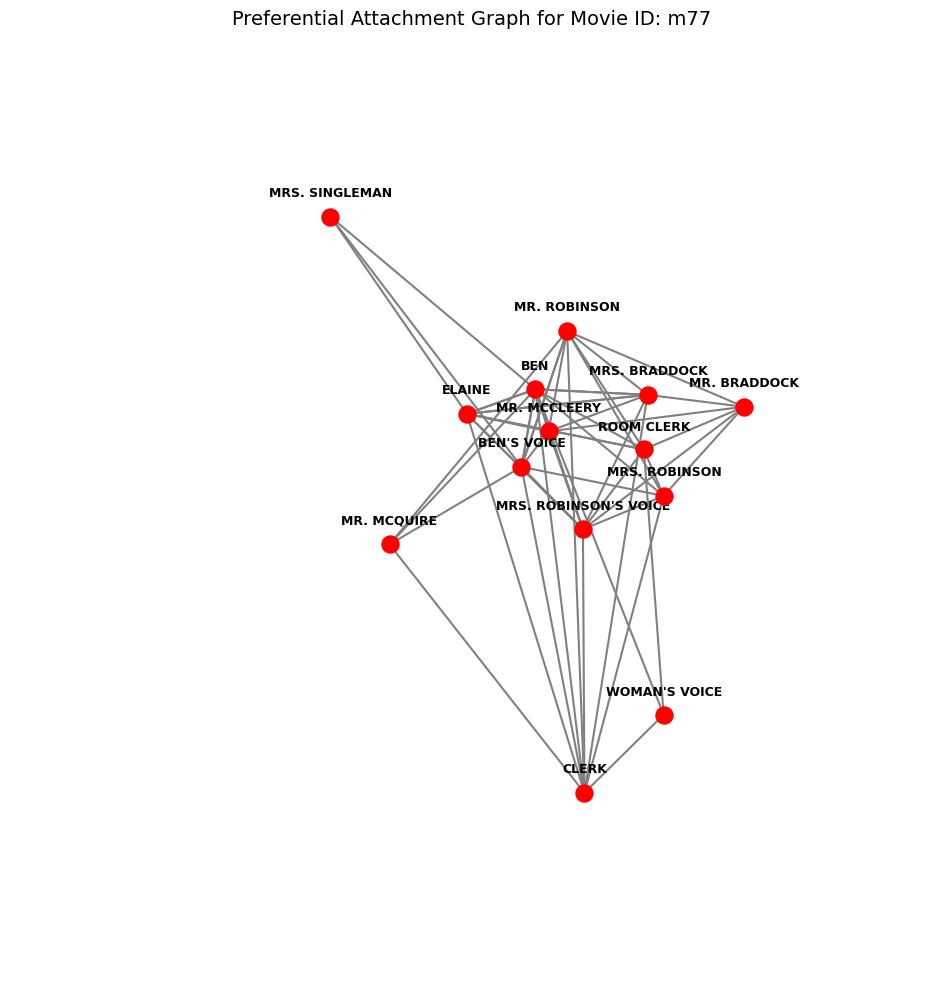 Preferential Attachment Graph for Movie ID: m77
MRS. SINGLEMAN
MR. ROBINSON
BEN
MRS. BRADDOCK
MR. BRADDOCK
ELAINE
MR. MCCLEERY
ROOM CLERK
BEN'S VOICE
MRS. ROBINSON
MRS. ROBINSON'S VOICE
MR. MCQUIRE
WOMAN'S VOICE
CLERK